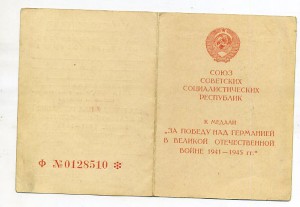 Ф №0128510 ✻
СОЮЗ
СОВЕТСКИХ
СОЦИАЛИСТИЧЕСКИХ
РЕСПУБЛИК
К МЕДАЛИ
„ЗА ПОБЕДУ НАД ГЕРМАНИЕЙ
В ВЕЛИКОЙ ОТЕЧЕСТВЕННОЙ
ВОЙНЕ 1941—1945 гг.“